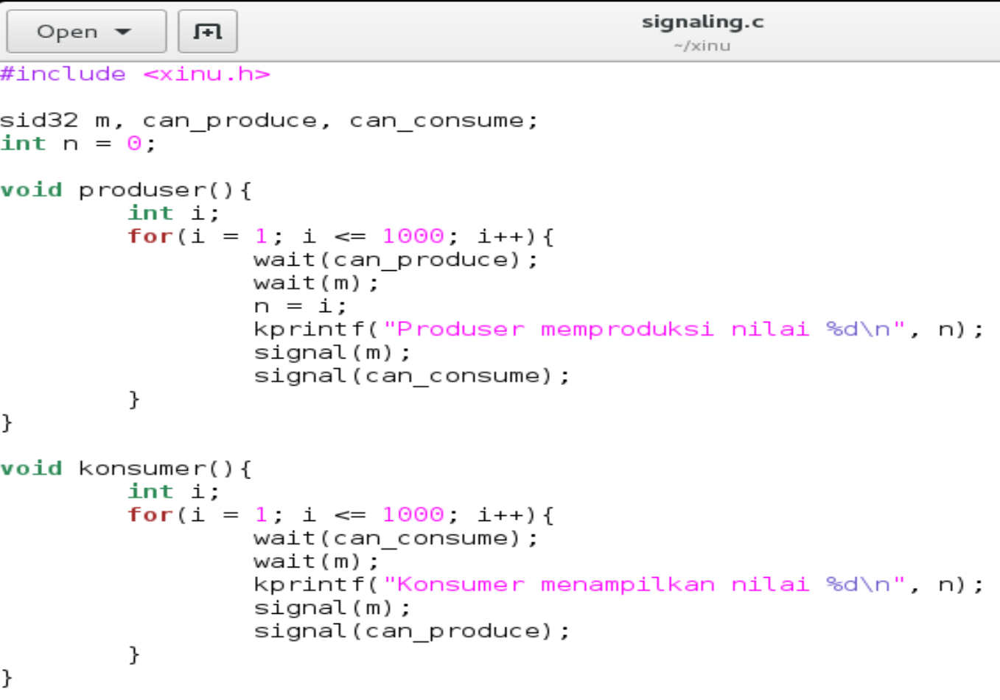 Open
signaling.c
~/xinu
#include <xinu.h>
sid32 m, can_produce, can_consume;
int n = 0;
void produser(){
int i;
for(i = 1; i <= 1000; i++){
wait(can_produce);
wait(m);
n = i;
kprintf("Produser memproduksi nilai %d\n", n);
signal(m);
signal(can_consume);
}
}
void konsumer(){
int i;
for(i = 1; i <= 1000; i++){
wait(can_consume);
wait(m);
kprintf("Konsumer menampilkan nilai %d\n", n);
signal(m);
signal(can_produce);
}
}